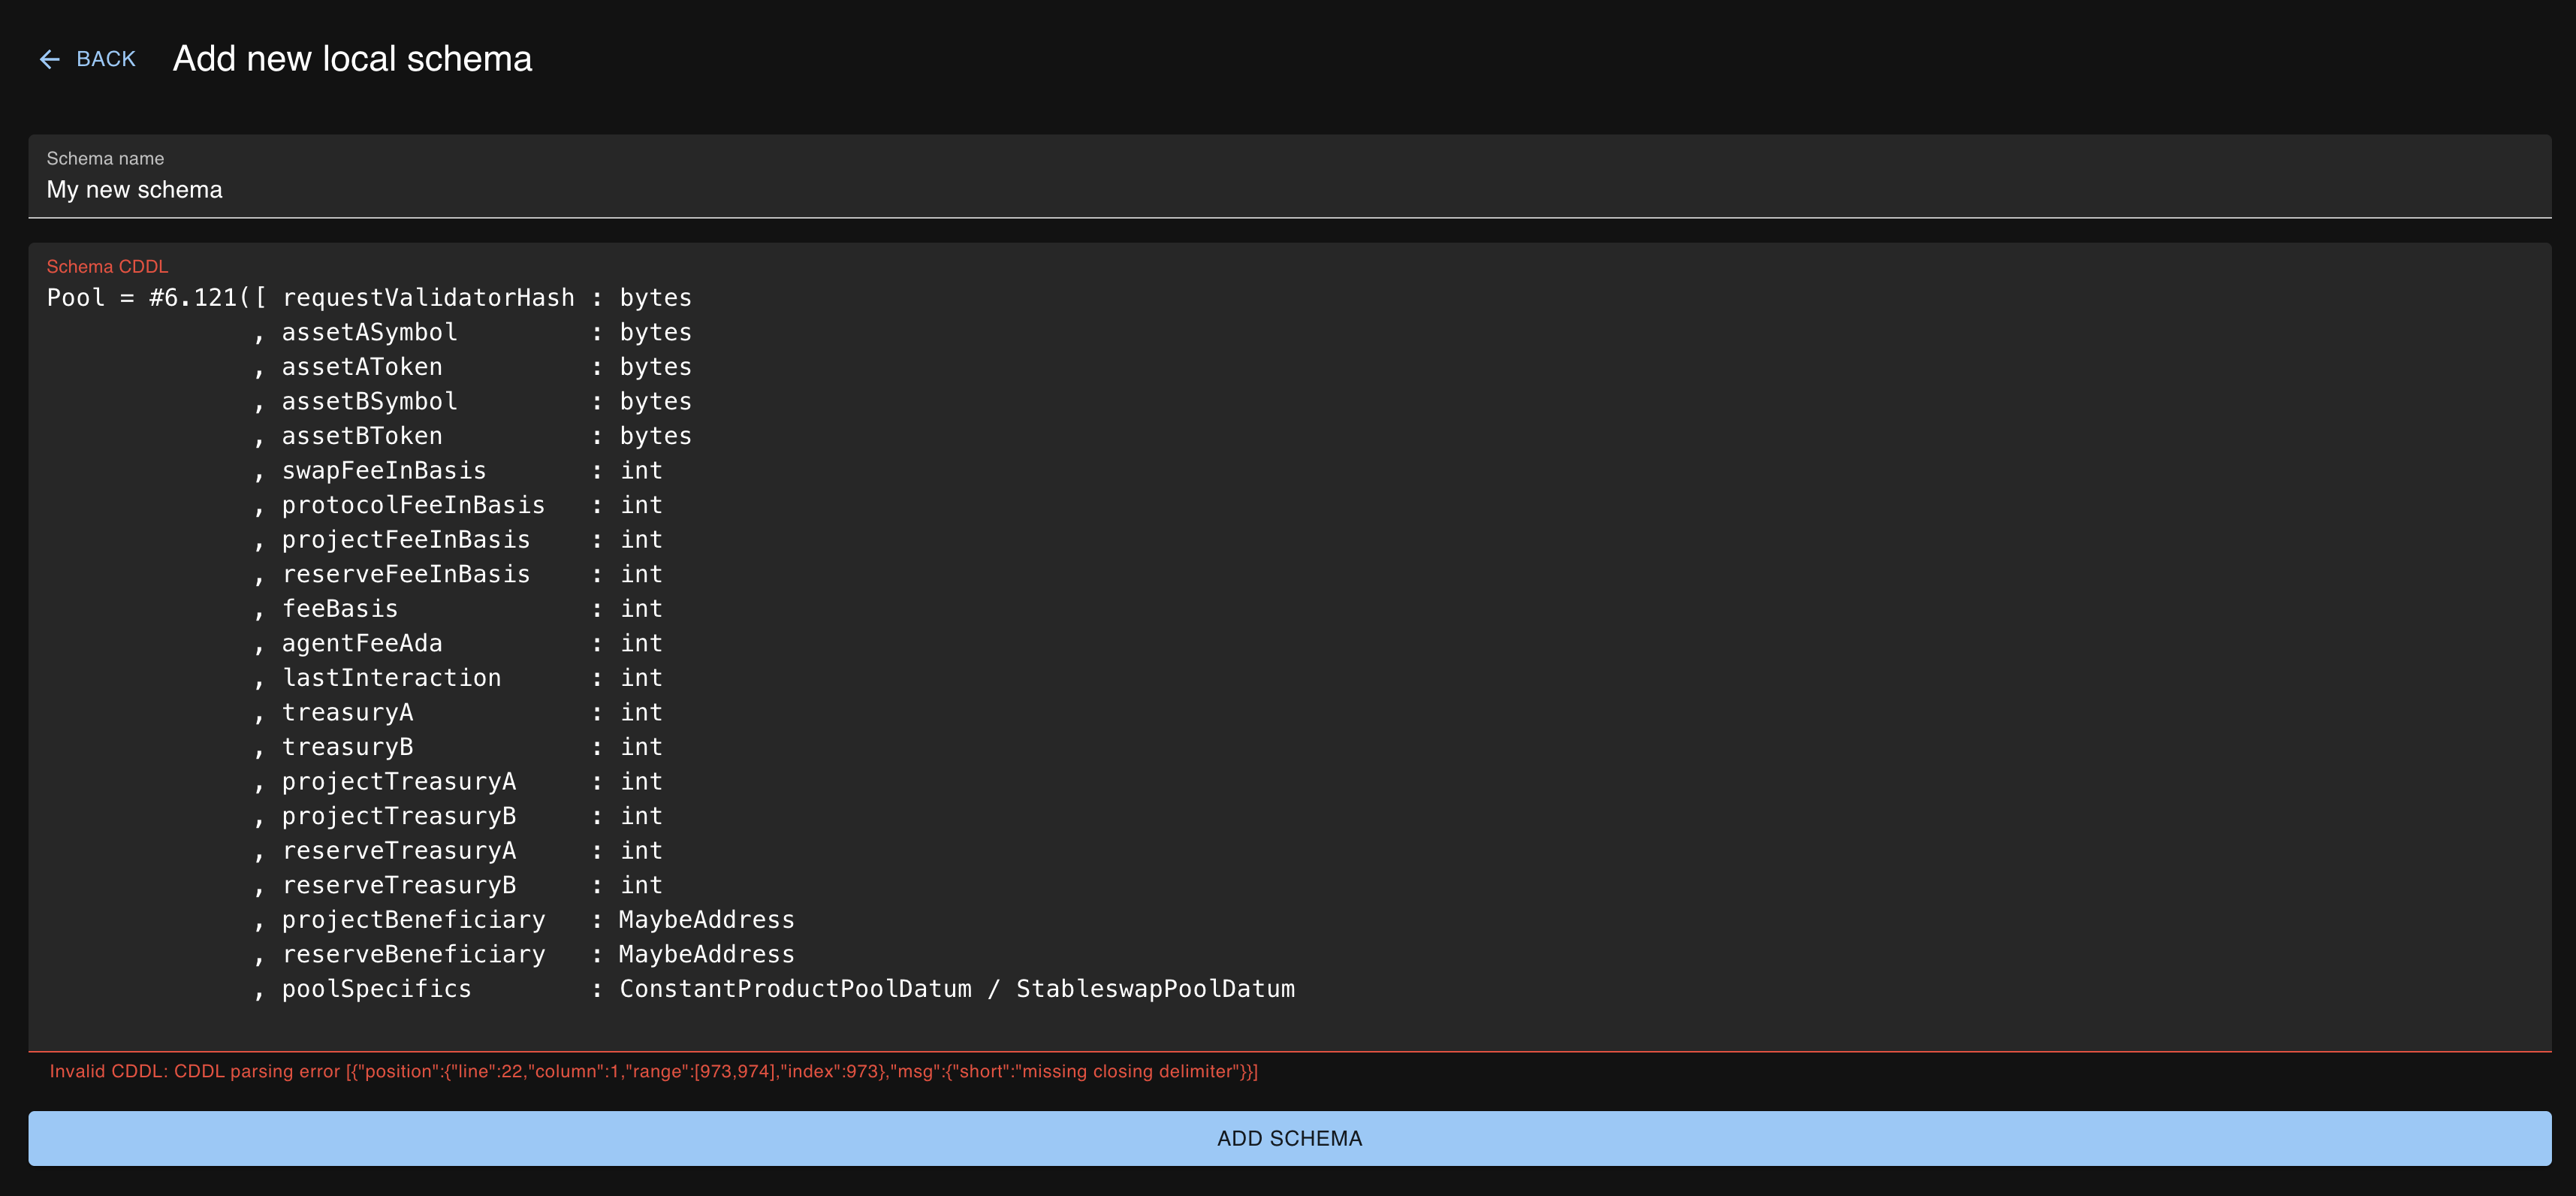 BACK Add new local schema
Schema name
My new schema
Schema CDDL
Pool = #6.121([ requestValidatorHash : bytes
, assetASymbol : bytes
, assetAToken : bytes
, assetBSymbol : bytes
, assetBToken : bytes
, swapFeeInBasis : int
, protocolFeeInBasis : int
, projectFeeInBasis : int
, reserveFeeInBasis : int
, feeBasis : int
, agentFeeAda : int
, lastInteraction : int
, treasuryA : int
, treasuryB : int
, projectTreasuryA : int
, projectTreasuryB : int
, reserveTreasuryA : int
, reserveTreasuryB : int
, projectBeneficiary : MaybeAddress
, reserveBeneficiary : MaybeAddress
, poolSpecifics : ConstantProductPoolDatum / StableswapPoolDatum
Invalid CDDL: CDDL parsing error [{"position":{"line":22,"column":1,"range":[973,974],"index":973},"msg":{"short":"missing closing delimiter"}}]
ADD SCHEMA